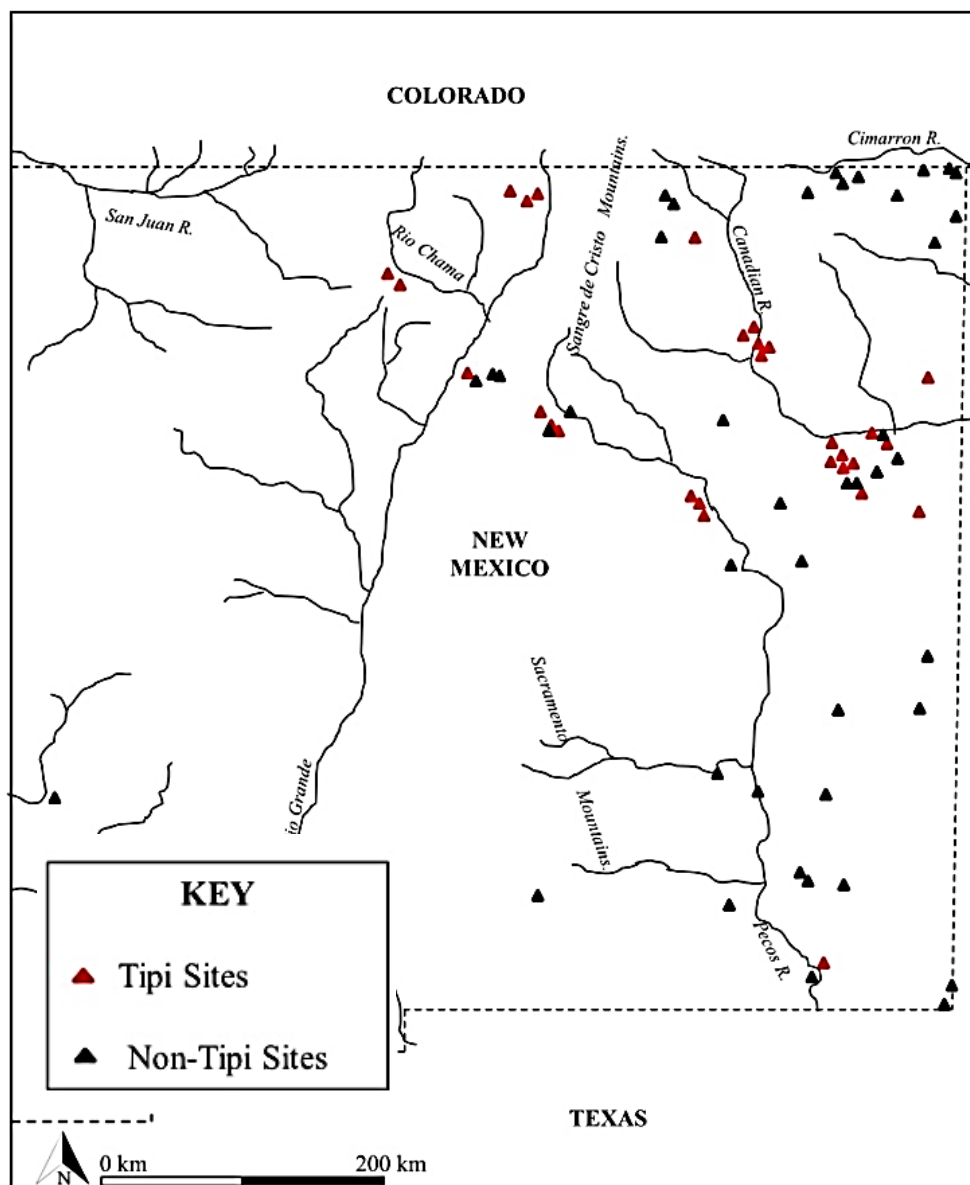 COLORADO
Cimarron R.
San Juan R.
Rio Chama
Sangre de Cristo Mountains.
Canadian R
NEW
MEXICO
Sacramento
Mountains.
io Grande
Pecos R.
KEY
Tipi Sites
Non-Tipi Sites
TEXAS
N
0 km 200 km